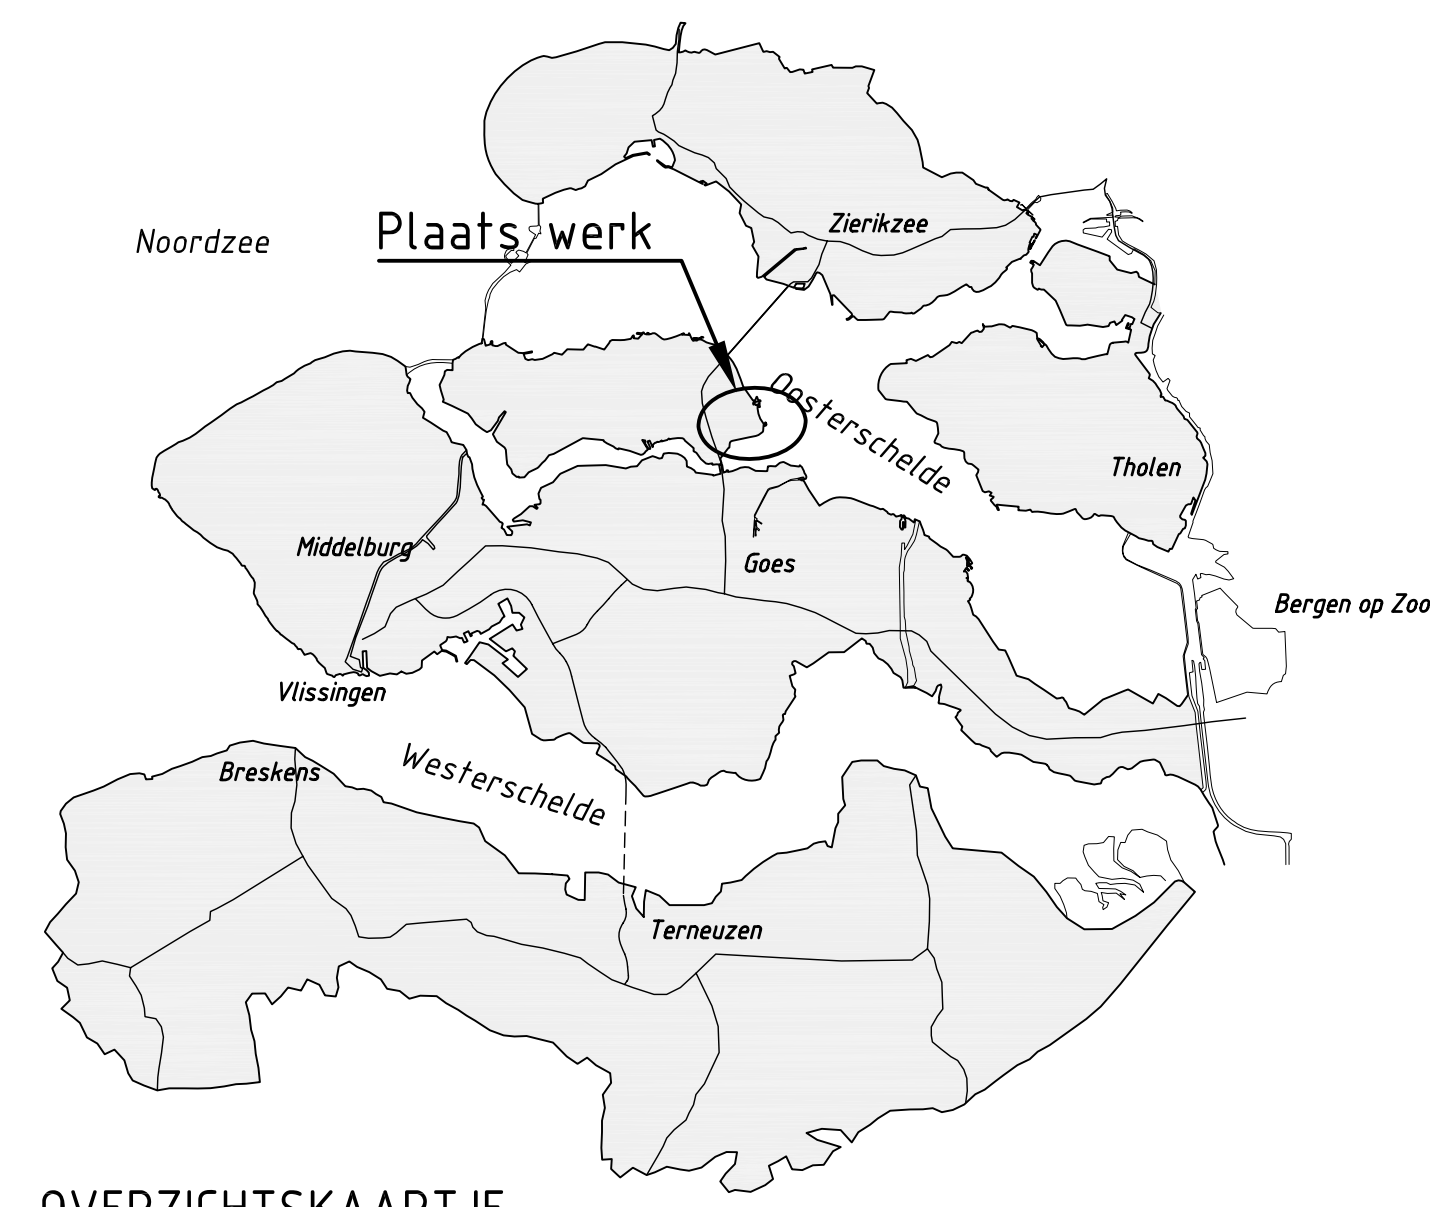 Noordzee
Plaats werk
Zierikzee
Oosterschelde
Tholen
Middelburg
Goes
Bergen op Zoo
Vlissingen
Westerschelde
Breskens
Terneuzen
OVERZICHTSKAARTJE